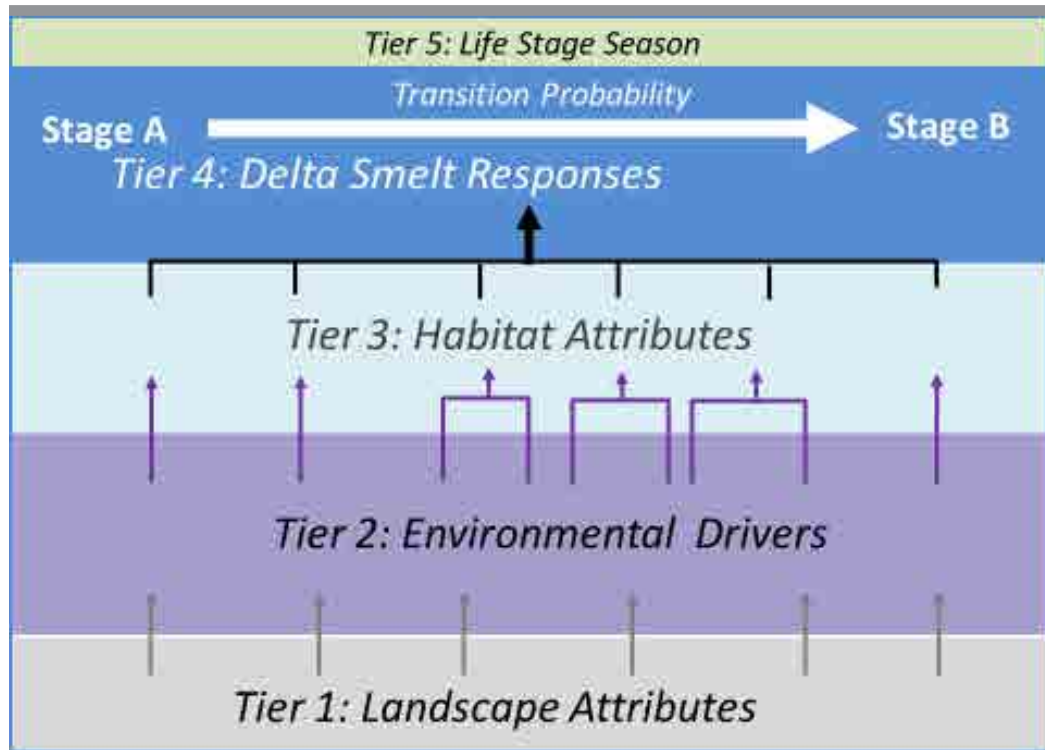 Tier 5: Life Stage Season
Transition Probability
Stage A
Stage B
Tier 4: Delta Smelt Responses
Tier 3: Habitat Attributes
Tier 2: Environmental Drivers
Tier 1: Landscape Attributes